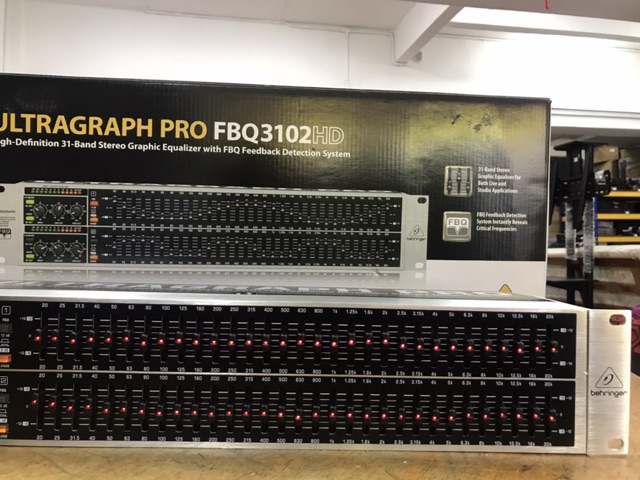 ULTRAGRAPH PRO FBQ3102HD
gh-Definition 31-Band Stereo Graphic Equalizer with FBQ Feedback Detection System
31-Band Stereo
Graphic Equalizer for
Both Live and
Studio Applications
FBQ
FBQ Feedback Detection
System Instantly Reveals
Critical Frequencies
behringer
1
20 25 31.5 40 50 63 80 100 125 160 200 250 315 400 500 630 800 1k 1.25k 1.6k 2k 2.5k 3.15k 4k 5k 6.3k 8k 10k 12.5k 16k 20k
20 25 31.5 40 50 63 80 100 125 160 200 250 315 400 500 630 800 1k 1.25k 1.6k 2k 2.5k 3.15k 4k 5k 6.3k 8k 10k 12.5k 16k 20k
2
20 25 31.5 40 50 63 80 100 125 160 200 250 315 400 500 630 800 1k 1.25k 1.6k 2k 2.5k 3.15k 4k 5k 6.3k 8k 10k 12.5k 16k 20k
behringer
20 25 31.5 40 50 63 80 100 125 160 200 250 315 400 500 630 800 1k 1.25k 1.6k 2k 2.5k 3.15k 4k 5k 6.3k 8k 10k 12.5k 16k 20k